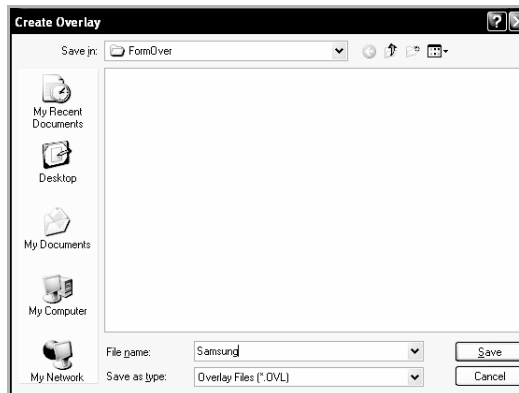 Create Overlay
Save in: FormOver
My Recent
Documents
Desktop
My Documents
My Computer
My Network
File name: Samsung Save
Save as type: Overlay Files (*.OVL) Cancel